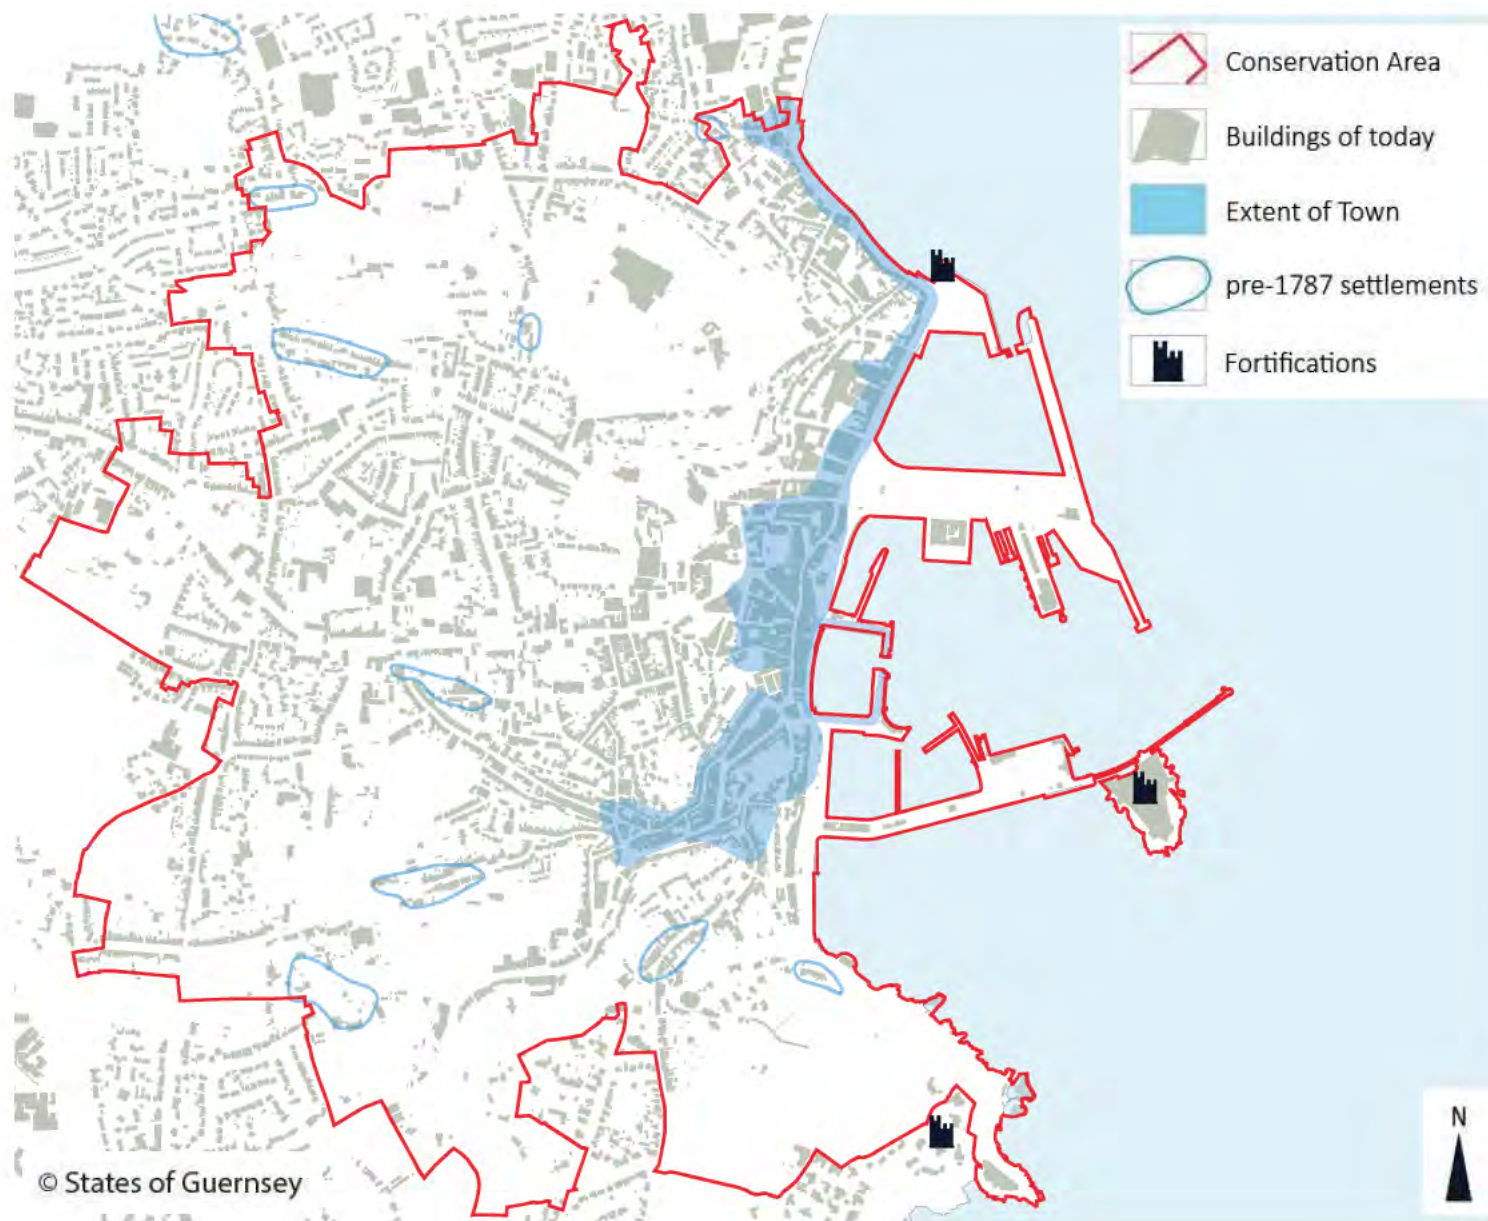 Conservation Area
Buildings of today
Extent of Town
pre-1787 settlements
Fortifications
N
© States of Guernsey